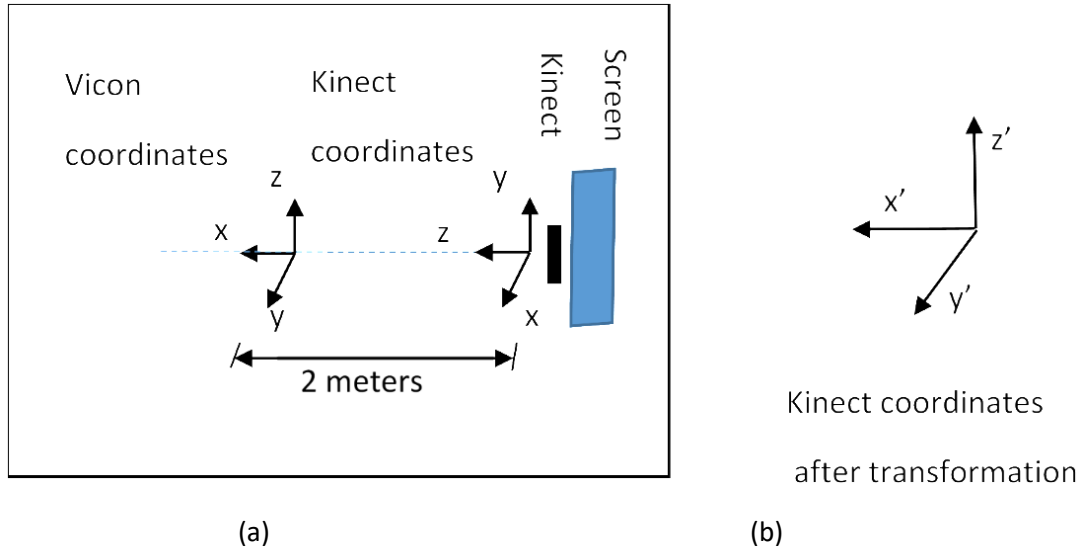 Vicon
coordinates
Kinect
coordinates
Kinect
Screen
z
x
y
y
z
x
2 meters
z’
x’
y’
Kinect coordinates
after transformation
(a)
(b)